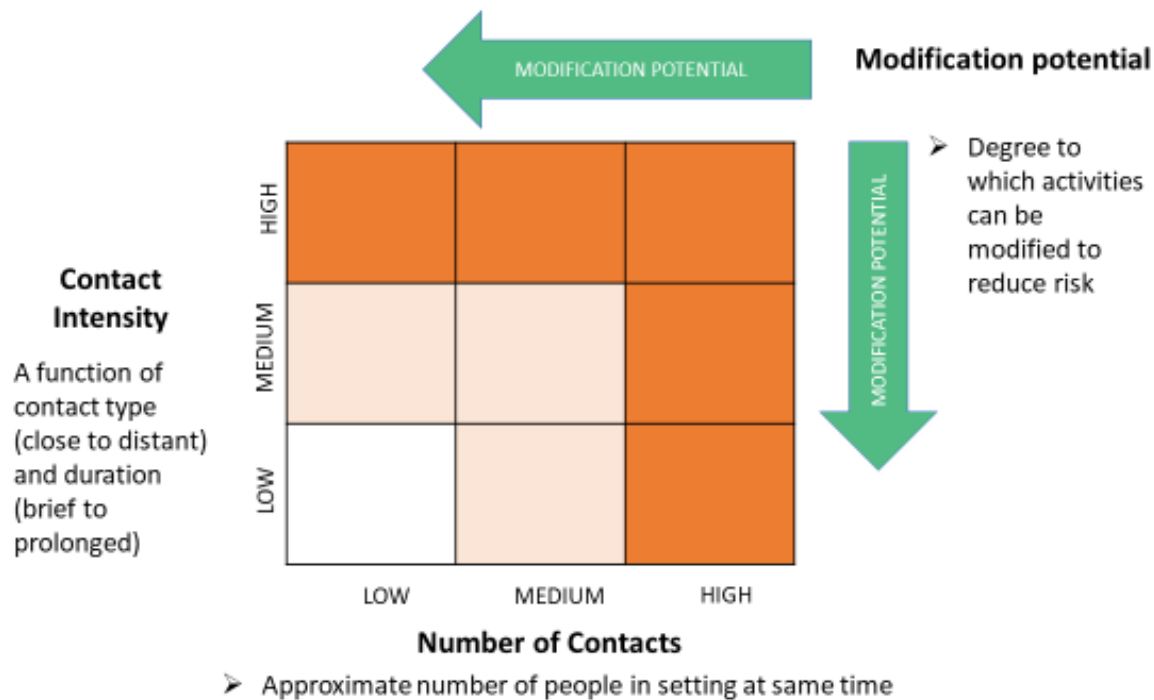 MODIFICATION POTENTIAL
Modification potential
➢ Degree to
which activities
can be
modified to
reduce risk
MODIFICATION POTENTIAL
HIGH
MEDIUM
LOW
Contact
Intensity
A function of
contact type
(close to distant)
and duration
(brief to
prolonged)
LOW
MEDIUM
HIGH
Number of Contacts
➢ Approximate number of people in setting at same time